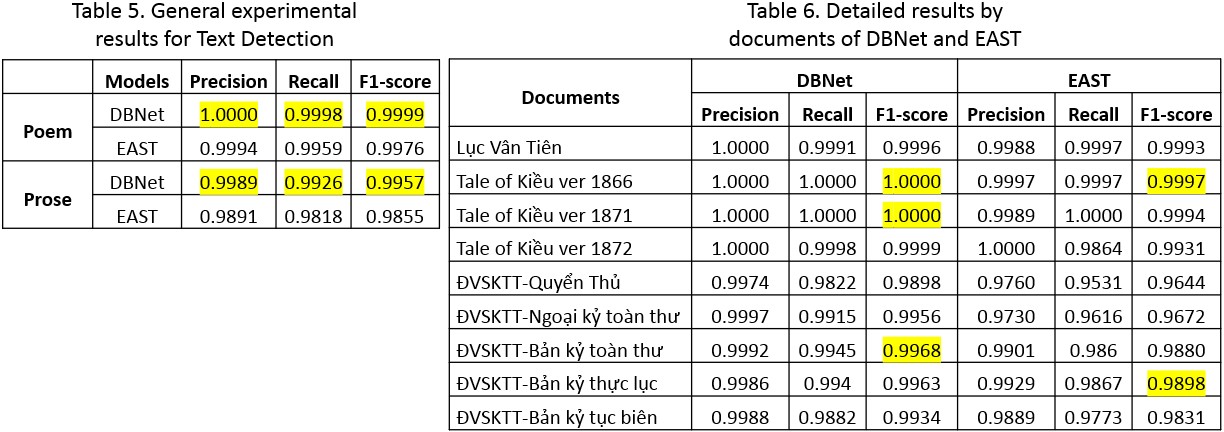 Table 5. General experimental
results for Text Detection
Models Precision Recall F1-score
Poem DBNet 1.0000 0.9998 0.9999
EAST 0.9994 0.9959 0.9976
Prose DBNet 0.9989 0.9926 0.9957
EAST 0.9891 0.9818 0.9855
Table 6. Detailed results by
documents of DBNet and EAST
Documents DBNet EAST
Precision Recall F1-score Precision Recall F1-score
Lục Vân Tiên 1.0000 0.9991 0.9996 0.9988 0.9997 0.9993
Tale of Kiều ver 1866 1.0000 1.0000 1.0000 0.9997 0.9997 0.9997
Tale of Kiều ver 1871 1.0000 1.0000 1.0000 0.9989 1.0000 0.9994
Tale of Kiều ver 1872 1.0000 0.9998 0.9999 1.0000 0.9864 0.9931
ĐVSKTT-Quyển Thủ 0.9974 0.9822 0.9898 0.9760 0.9531 0.9644
ĐVSKTT-Ngoại kỷ toàn thư 0.9997 0.9915 0.9956 0.9730 0.9616 0.9672
ĐVSKTT-Bản kỷ toàn thư 0.9992 0.9945 0.9968 0.9901 0.986 0.9880
ĐVSKTT-Bản kỷ thực lục 0.9986 0.994 0.9963 0.9929 0.9867 0.9898
ĐVSKTT-Bản kỷ tục biên 0.9988 0.9882 0.9934 0.9889 0.9773 0.9831